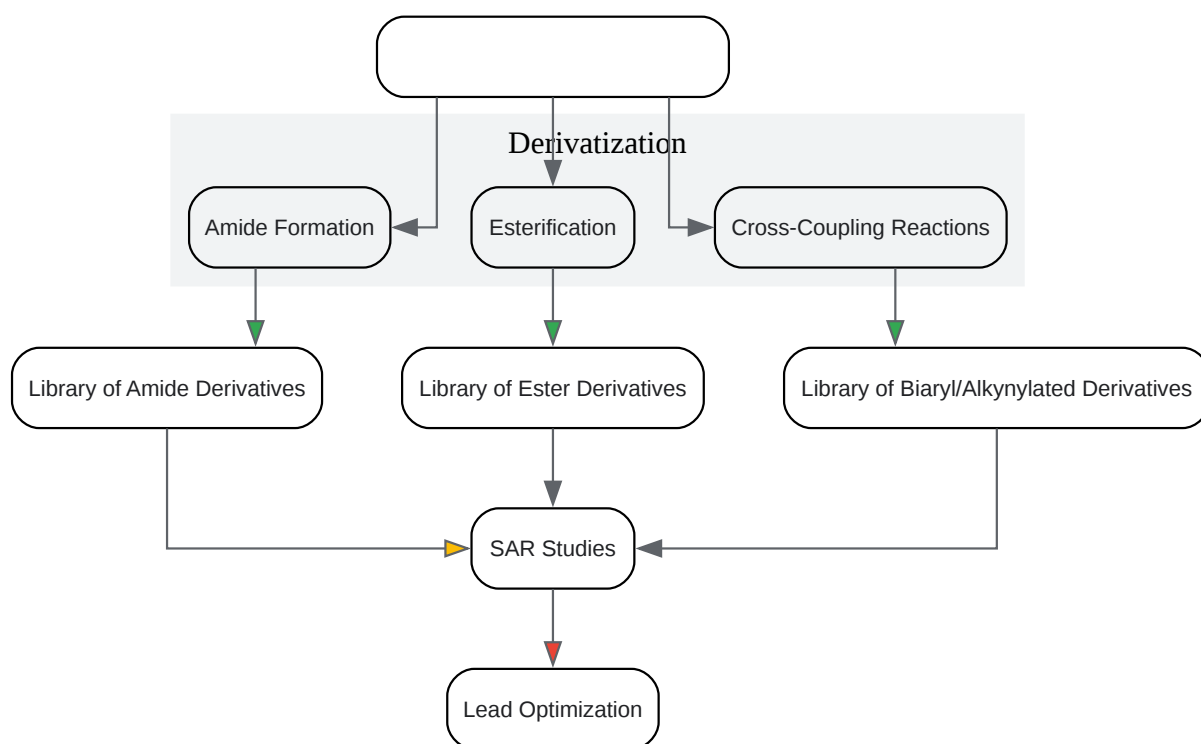 Derivatization
Amide Formation
Esterification
Cross-Coupling Reactions
Library of Amide Derivatives
Library of Ester Derivatives
Library of Biaryl/Alkynylated Derivatives
SAR Studies
Lead Optimization